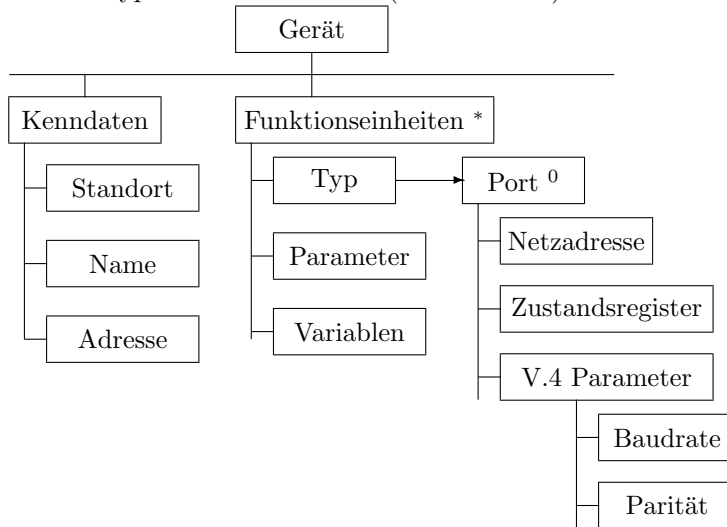 Gerät
Kenndaten
Funktionseinheiten *
Standort
Typ
Port 0
Netzadresse
Name
Parameter
Zustandsregister
Adresse
Variablen
V.4 Parameter
Baudrate
Parität